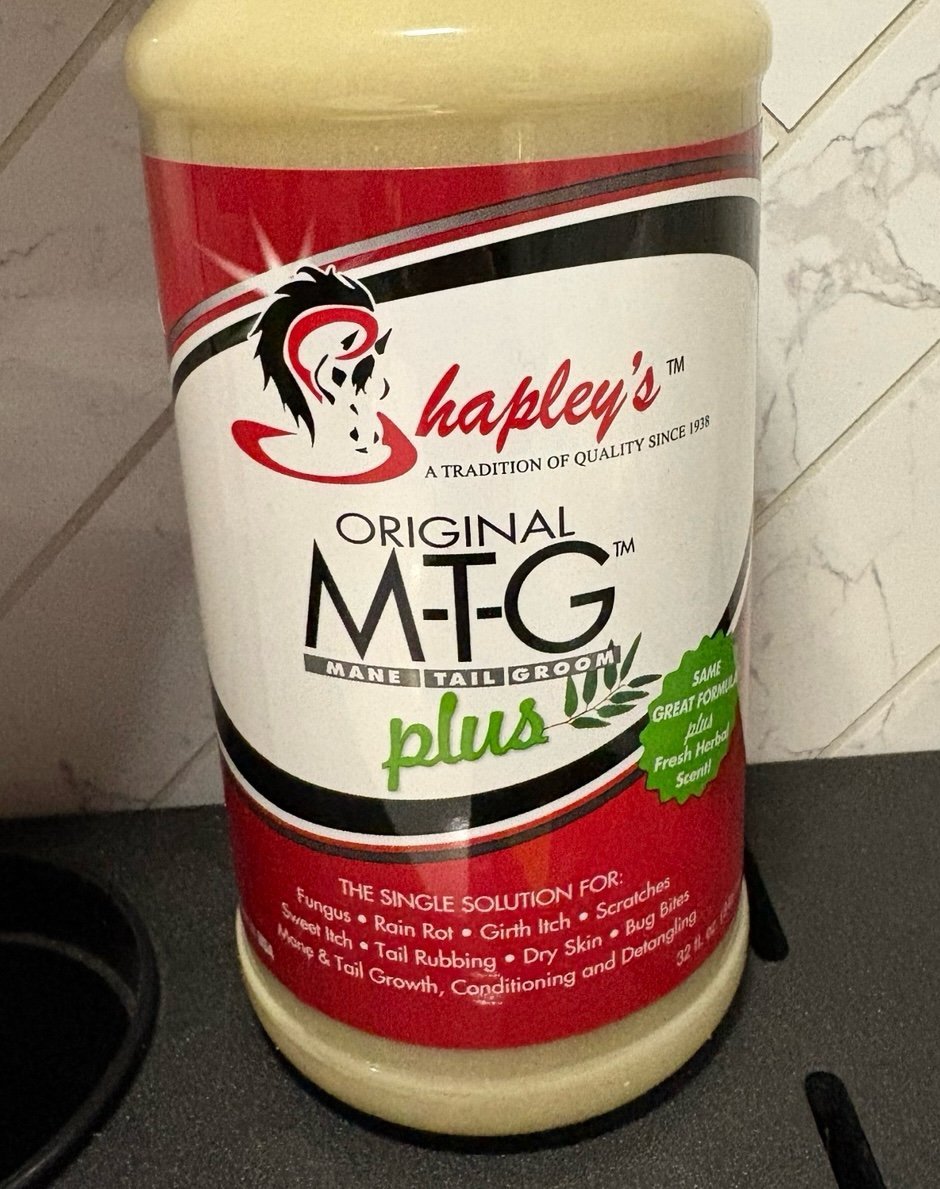 Shapley's™
A TRADITION OF QUALITY SINCE 1938
ORIGINAL
M-T-G™
MANE TAIL GROOM
plus
SAME
GREAT FORMULA
plus
Fresh Herbal
Scent!
THE SINGLE SOLUTION FOR:
Fungus • Rain Rot • Girth Itch • Scratches
Sweet Itch • Tail Rubbing • Dry Skin • Bug Bites
Mane & Tail Growth, Conditioning and Detangling
32 fl. oz.